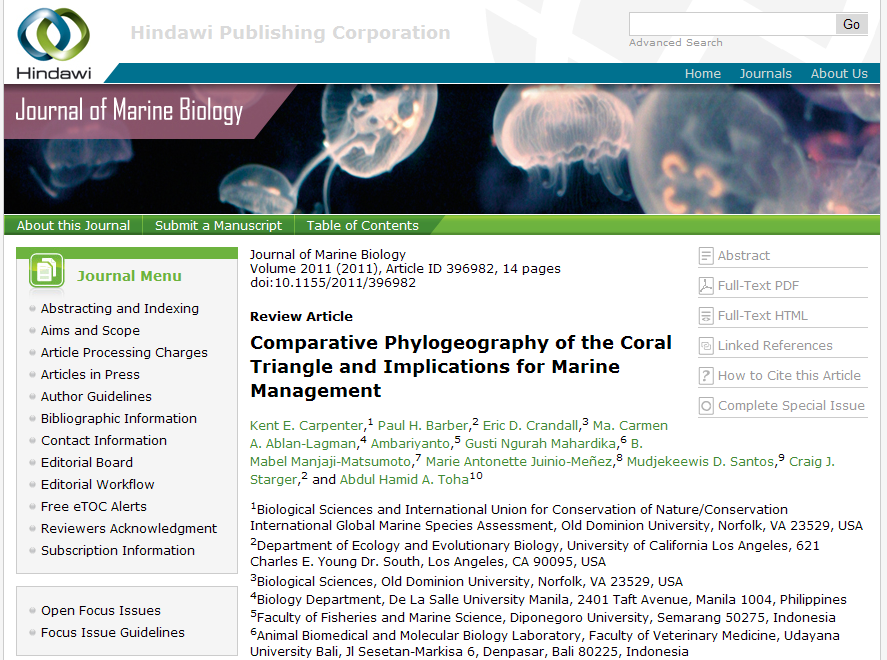 Hindawi Publishing Corporation
Go
Advanced Search
Hindawi
Home Journals About Us
Journal of Marine Biology
About this Journal Submit a Manuscript Table of Contents
Journal Menu
Abstracting and Indexing
Aims and Scope
Article Processing Charges
Articles in Press
Author Guidelines
Bibliographic Information
Contact Information
Editorial Board
Editorial Workflow
Free eTOC Alerts
Reviewers Acknowledgment
Subscription Information
Open Focus Issues
Focus Issue Guidelines
Journal of Marine Biology
Volume 2011 (2011), Article ID 396982, 14 pages
doi:10.1155/2011/396982
Review Article
Comparative Phylogeography of the Coral
Triangle and Implications for Marine
Management
Kent E. Carpenter,1 Paul H. Barber,2 Eric D. Crandall,3 Ma. Carmen
A. Ablan-Lagman,4 Ambariyanto,5 Gusti Ngurah Mahardika,6 B.
Mabel Manjaji-Matsumoto,7 Marie Antonette Juinio-Meñez,8 Mudjekeewis D. Santos,9 Craig J.
Starger,2 and Abdul Hamid A. Toha10
1Biological Sciences and International Union for Conservation of Nature/Conservation
International Global Marine Species Assessment, Old Dominion University, Norfolk, VA 23529, USA
2Department of Ecology and Evolutionary Biology, University of California Los Angeles, 621
Charles E. Young Dr. South, Los Angeles, CA 90095, USA
3Biological Sciences, Old Dominion University, Norfolk, VA 23529, USA
4Biology Department, De La Salle University Manila, 2401 Taft Avenue, Manila 1004, Philippines
5Faculty of Fisheries and Marine Science, Diponegoro University, Semarang 50275, Indonesia
6Animal Biomedical and Molecular Biology Laboratory, Faculty of Veterinary Medicine, Udayana
University Bali, Jl Sesetan-Markisa 6, Denpasar, Bali 80225, Indonesia
Abstract
Full-Text PDF
Full-Text HTML
Linked References
How to Cite this Article
Complete Special Issue